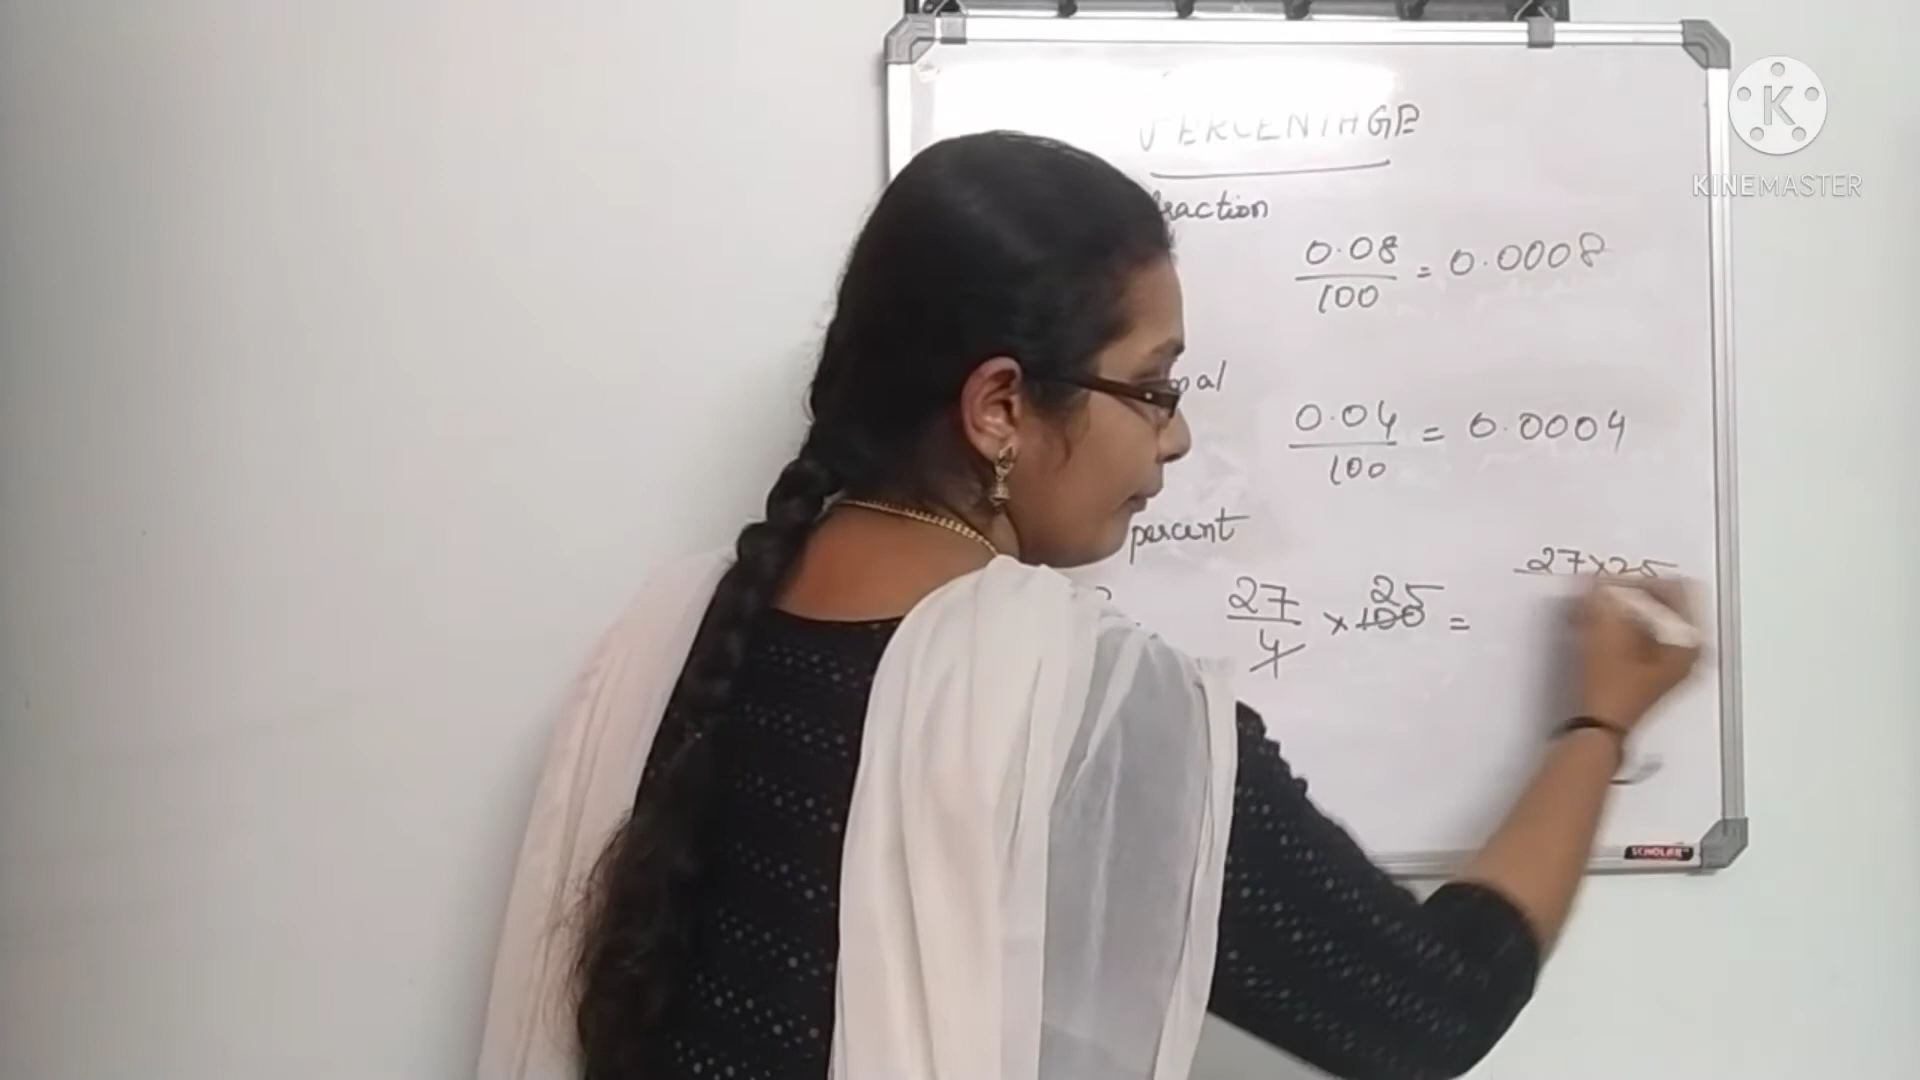 PERCENTAGE
fraction
0.08
100
= 0.0008
mal
0.04
100
= 0.0004
percent
27/4 × 100 =
25
27×25
SCHOLAR
K
KINEMASTER